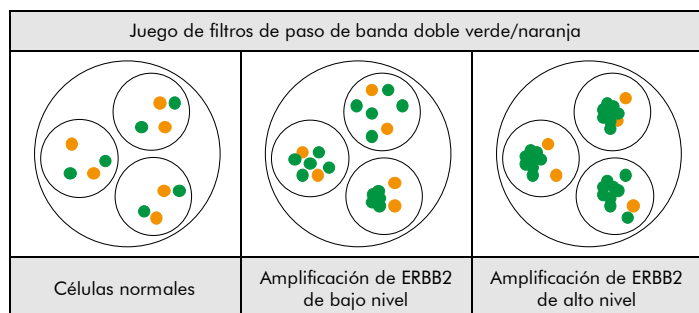 Juego de filtros de paso de banda doble verde/naranja
Células normales
Amplificación de ERBB2
de bajo nivel
Amplificación de ERBB2
de alto nivel